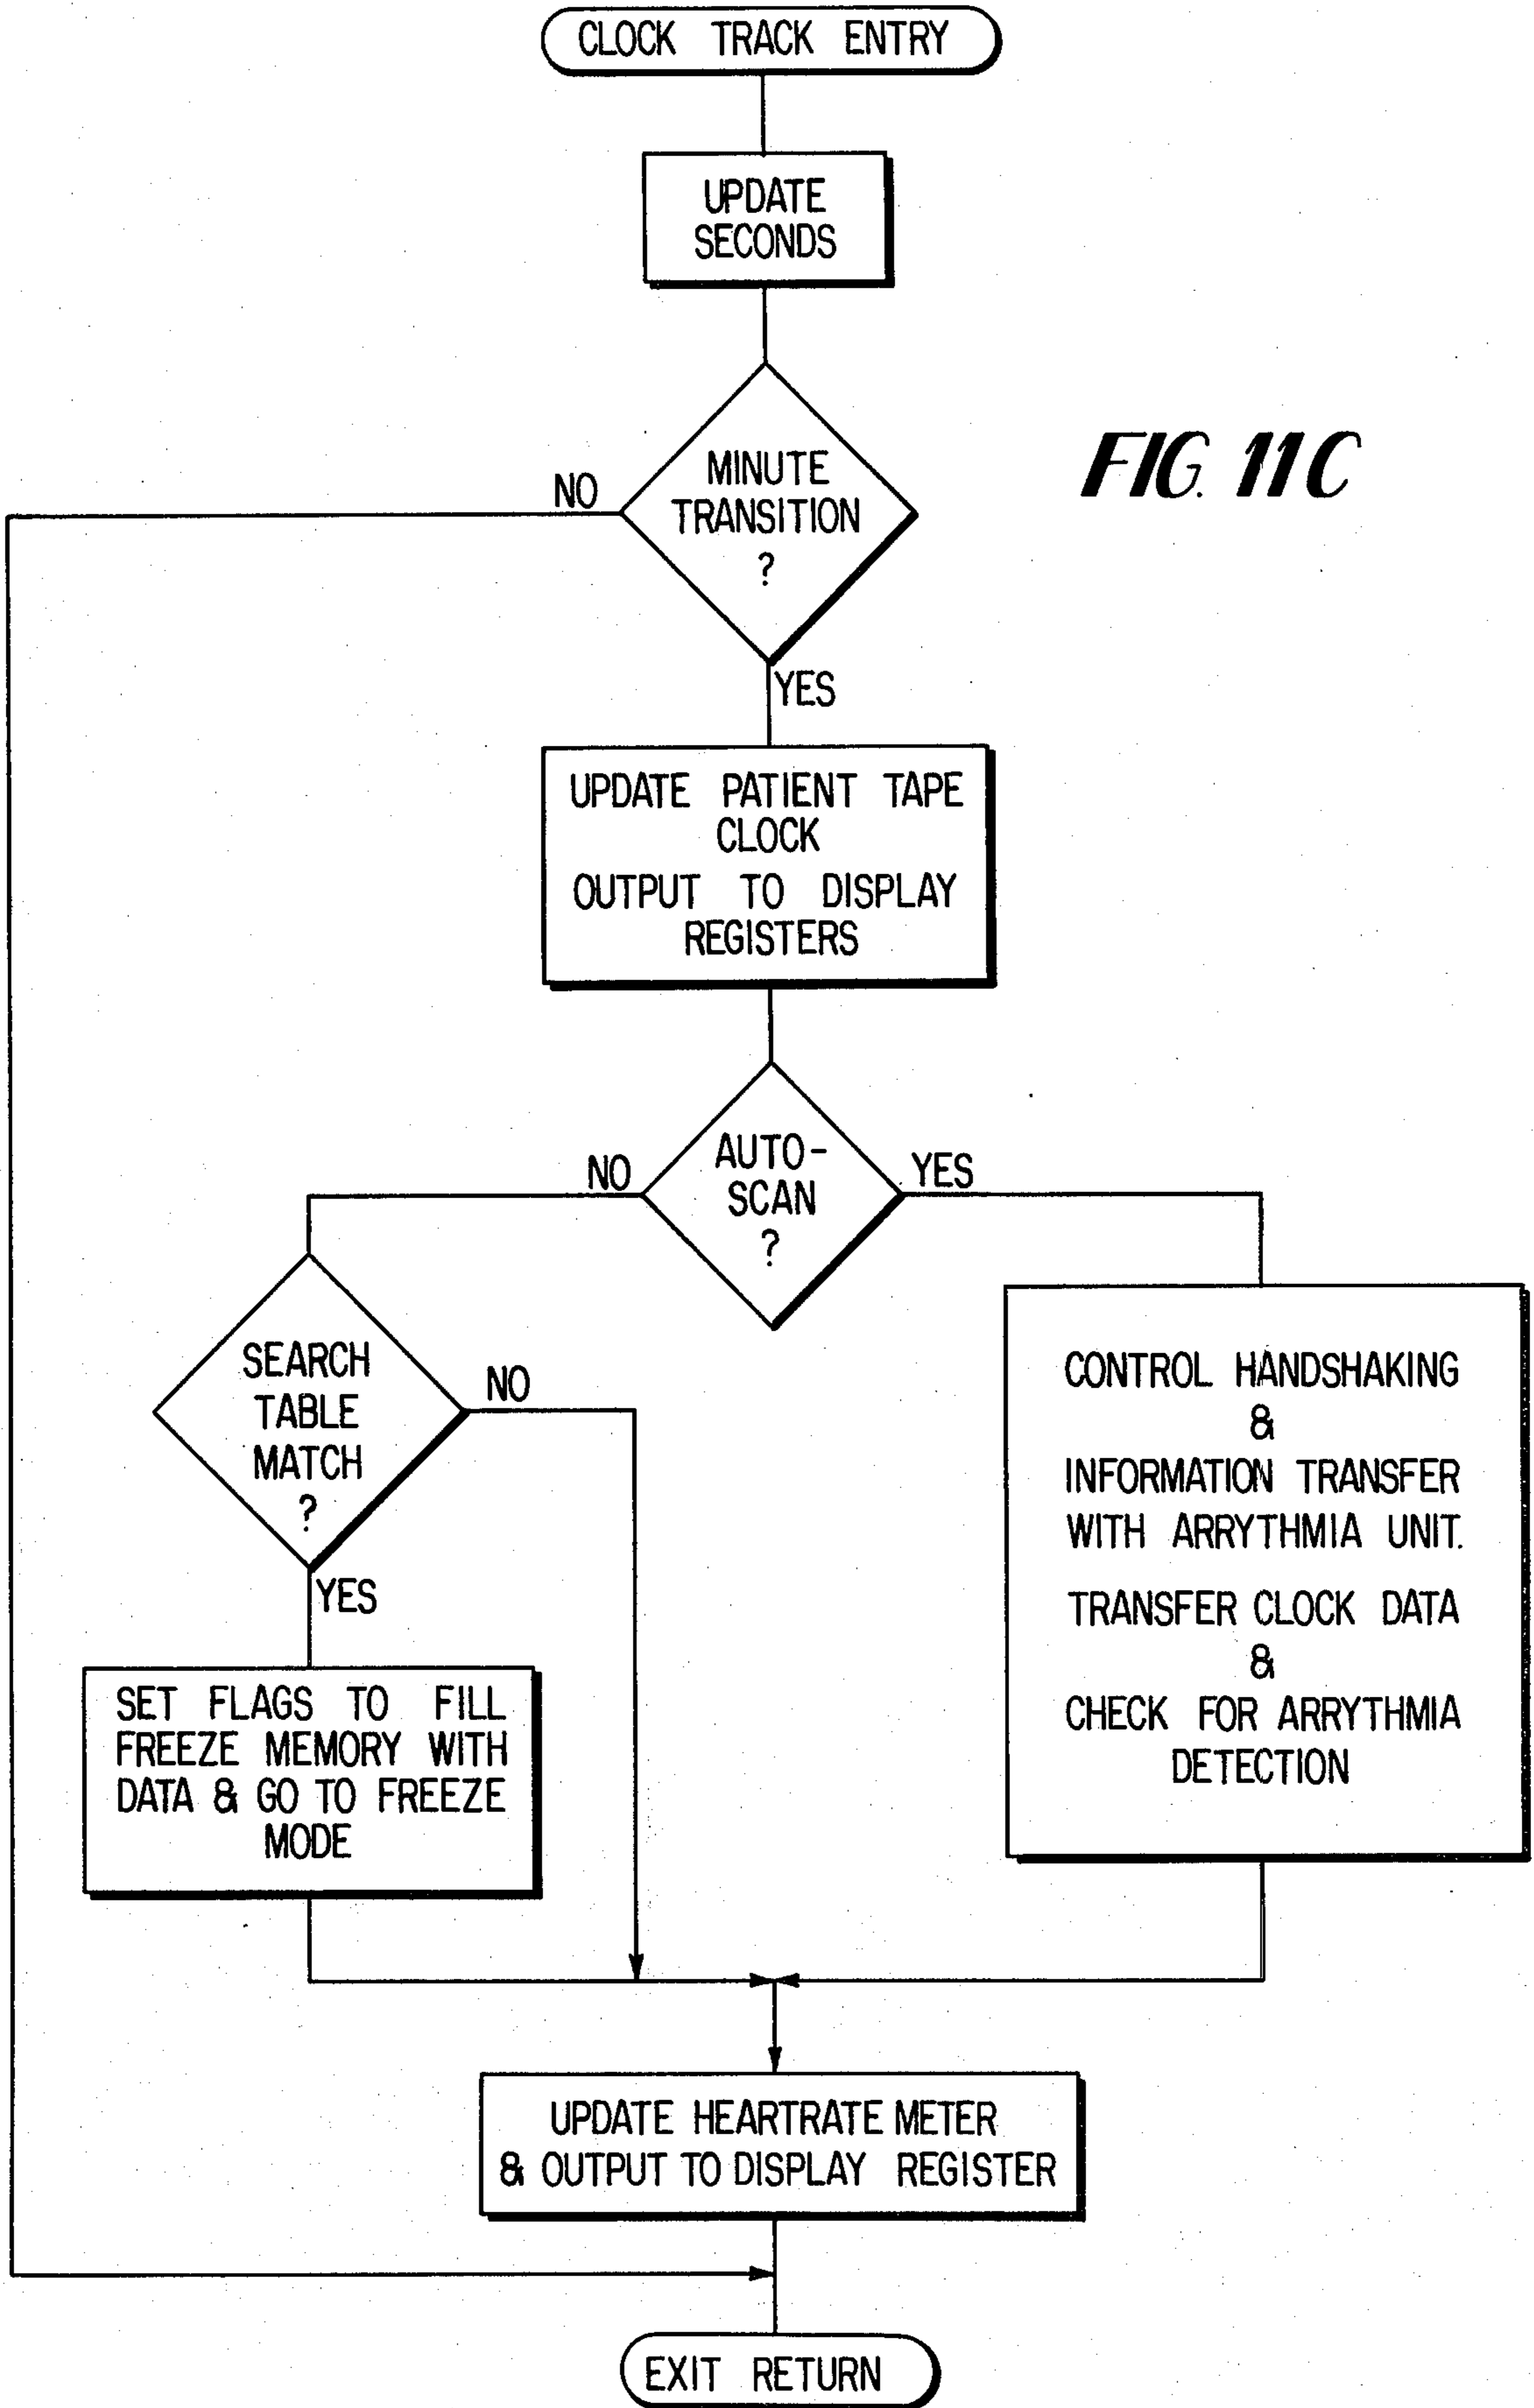 CLOCK TRACK ENTRY
UPDATE
SECONDS
FIG. 11C
MINUTE
TRANSITION
?
NO
YES
UPDATE PATIENT TAPE
CLOCK
OUTPUT TO DISPLAY
REGISTERS
AUTO-
SCAN
?
NO
YES
SEARCH
TABLE
MATCH
?
NO
YES
CONTROL HANDSHAKING
&
INFORMATION TRANSFER
WITH ARRYTHMIA UNIT.
TRANSFER CLOCK DATA
&
CHECK FOR ARRYTHMIA
DETECTION
SET FLAGS TO FILL
FREEZE MEMORY WITH
DATA & GO TO FREEZE
MODE
UPDATE HEARTRATE METER
& OUTPUT TO DISPLAY REGISTER
EXIT RETURN